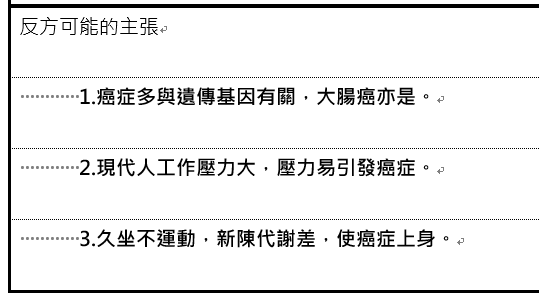 反方可能的主張
1.癌症多與遺傳基因有關，大腸癌亦是。
2.現代人工作壓力大，壓力易引發癌症。
3.久坐不運動，新陳代謝差，使癌症上身。